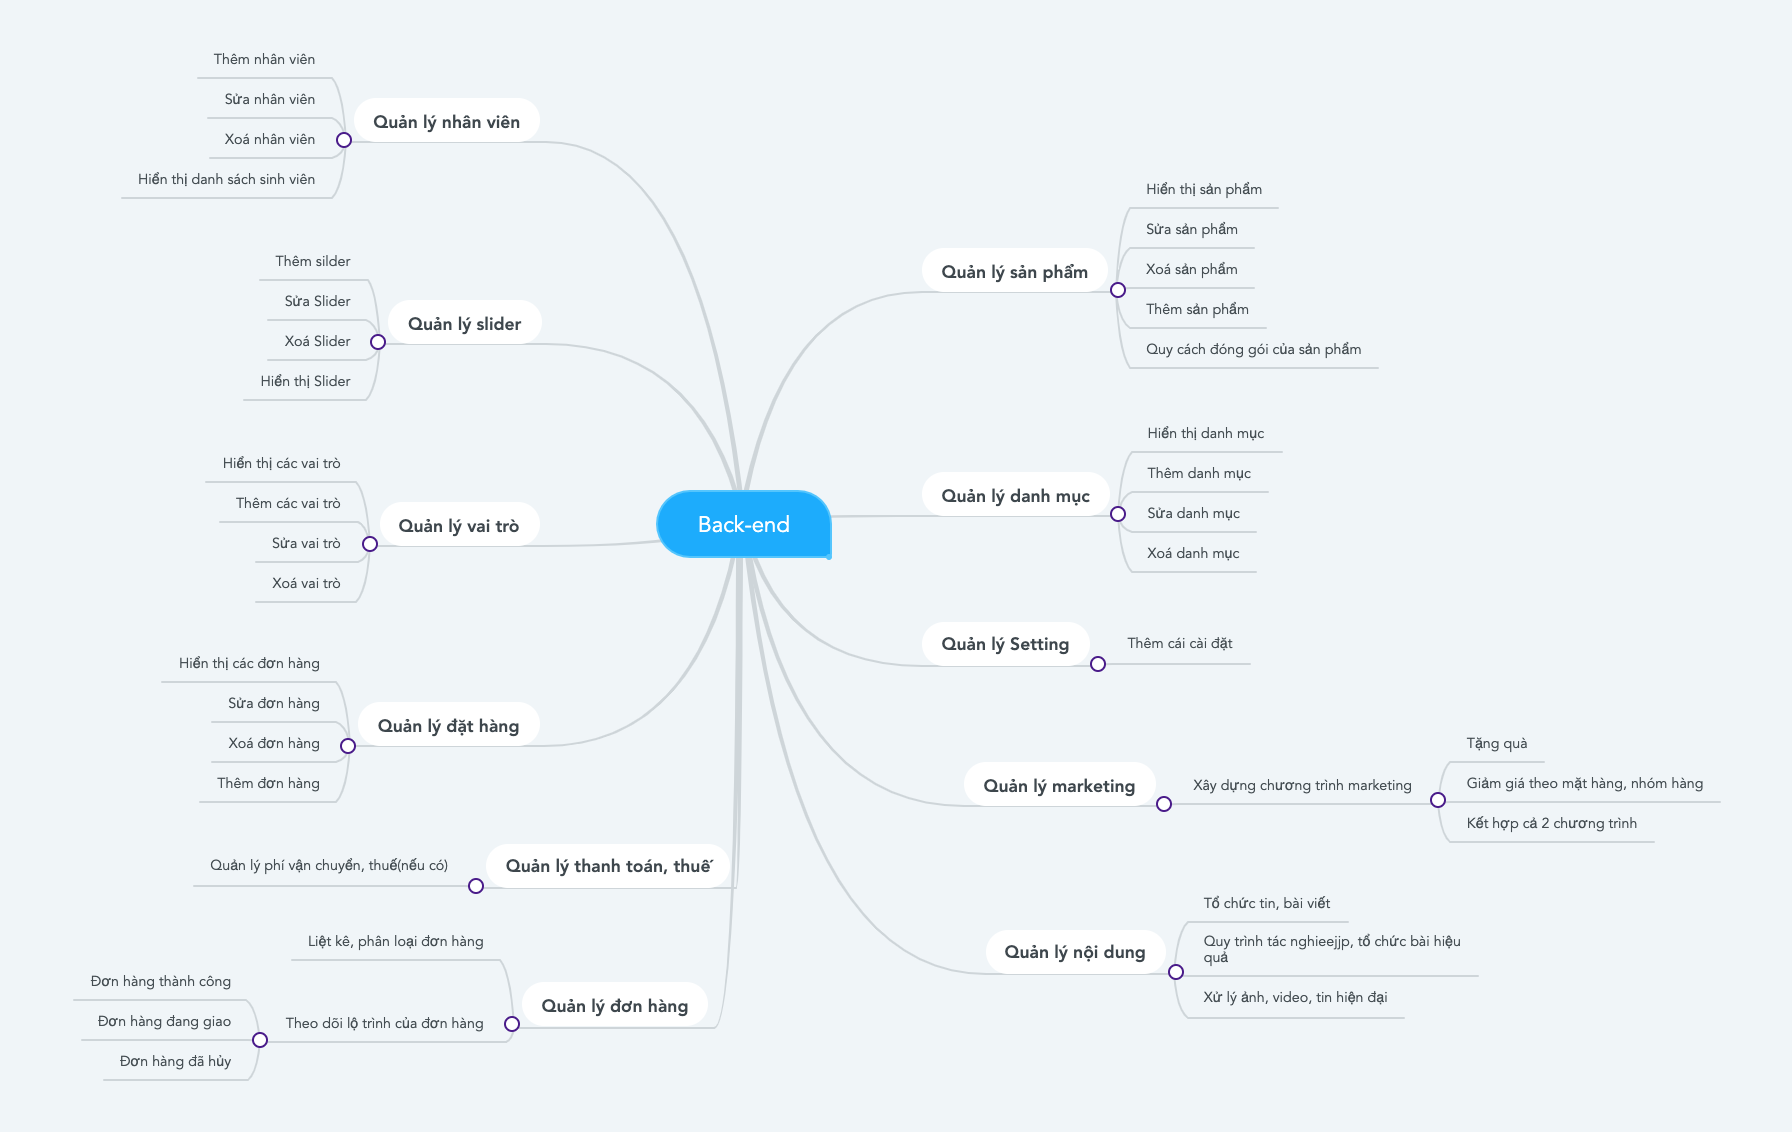 Back-end
Quản lý nhân viên
Thêm nhân viên
Sửa nhân viên
Xoá nhân viên
Hiển thị danh sách sinh viên
Quản lý slider
Thêm silder
Sửa Slider
Xoá Slider
Hiển thị Slider
Quản lý vai trò
Hiển thị các vai trò
Thêm các vai trò
Sửa vai trò
Xoá vai trò
Quản lý đặt hàng
Hiển thị các đơn hàng
Sửa đơn hàng
Xoá đơn hàng
Thêm đơn hàng
Quản lý thanh toán, thuế
Quản lý phí vận chuyển, thuế(nếu có)
Quản lý đơn hàng
Liệt kê, phân loại đơn hàng
Theo dõi lộ trình của đơn hàng
Đơn hàng thành công
Đơn hàng đang giao
Đơn hàng đã hủy
Quản lý sản phẩm
Hiển thị sản phẩm
Sửa sản phẩm
Xoá sản phẩm
Thêm sản phẩm
Quy cách đóng gói của sản phẩm
Quản lý danh mục
Hiển thị danh mục
Thêm danh mục
Sửa danh mục
Xoá danh mục
Quản lý Setting
Thêm cái cài đặt
Quản lý marketing
Xây dựng chương trình marketing
Tặng quà
Giảm giá theo mặt hàng, nhóm hàng
Kết hợp cả 2 chương trình
Quản lý nội dung
Tổ chức tin, bài viết
Quy trình tác nghieejjp, tổ chức bài hiệu
quả
Xử lý ảnh, video, tin hiện đại